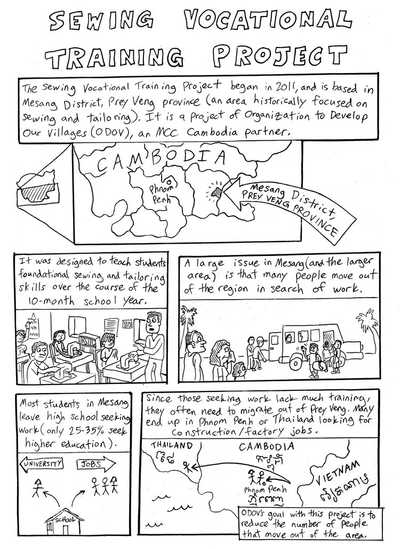 SEWING VOCATIONAL
TRAINING PROJECT
The Sewing Vocational Training Project began in 2011, and is based in
Mesang District, Prey Veng province (an area historically focused on
sewing and tailoring). It is a project of Organization to Develop
Our Villages (ODOV), an MCC Cambodia partner.
CAMBODIA
Phnom
Penh
Mesang District,
PREY VENG PROVINCE
It was designed to teach students
foundational sewing and tailoring
skills over the course of the
10-month school year.
A large issue in Mesang (and the larger
area) is that many people move out
of the region in search of work.
Most students in Mesang
leave high school seeking
work (only 25-35% seek
higher education).
UNIVERSITY
JOBS
SCHOOL
Since those seeking work lack much training,
they often need to migrate out of Prey Veng. Many
end up in Phnom Penh or Thailand looking for
construction/factory jobs.
THAILAND
CAMBODIA
Phnom Penh
VIETNAM
ODOV's goal with this project is to
reduce the number of people
that move out of the area.